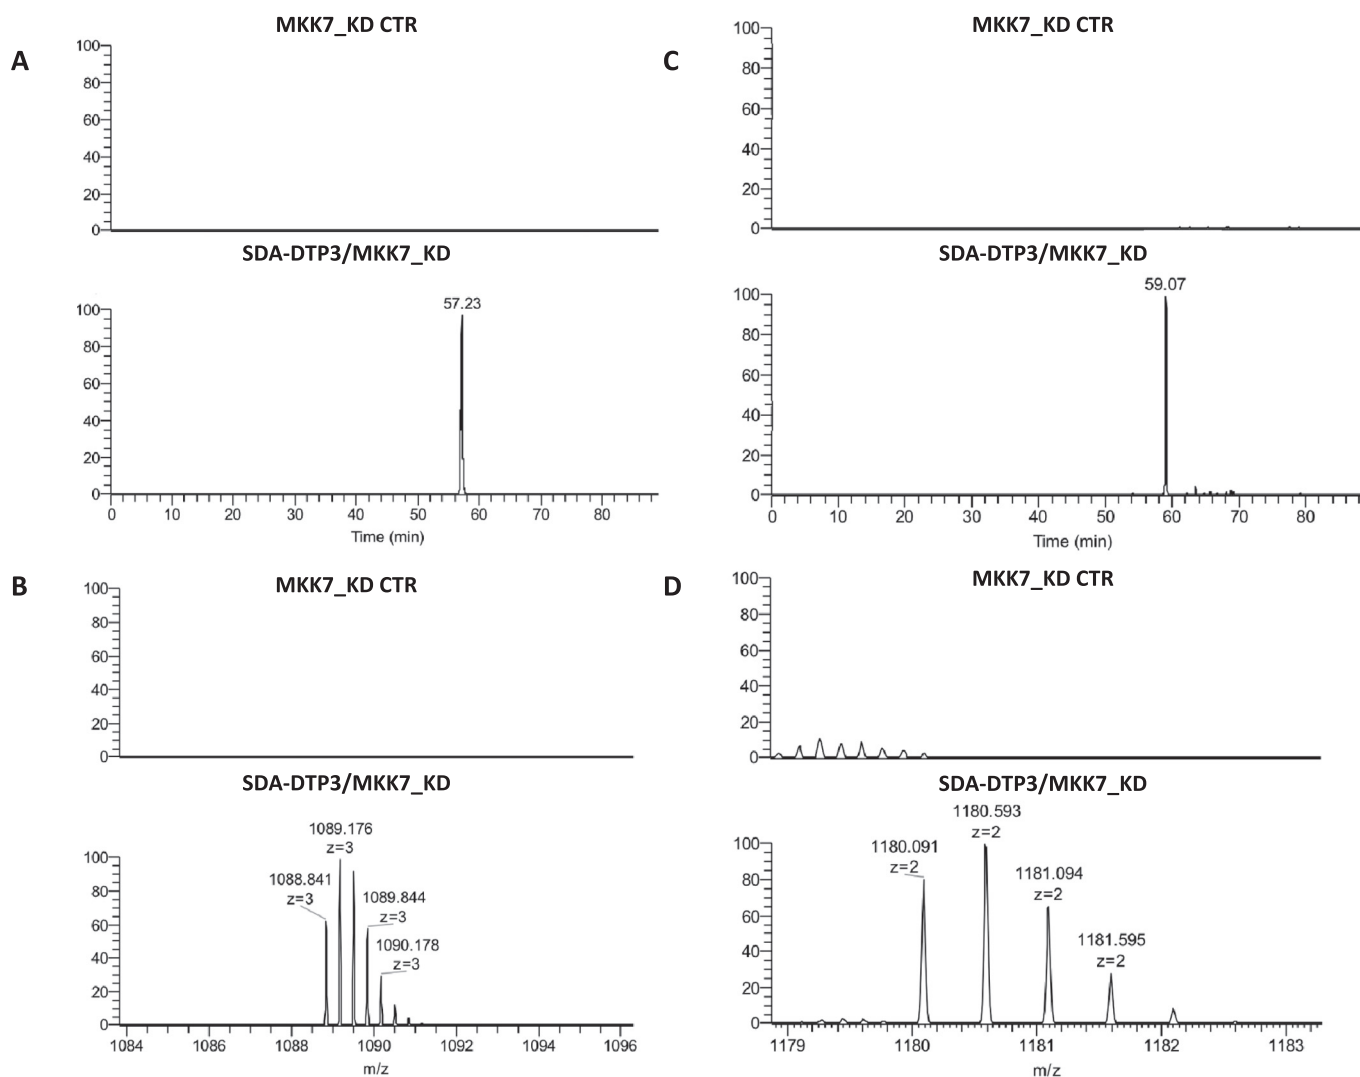 A
MKK7_KD CTR
100
80
60
40
20
0
SDA-DTP3/MKK7_KD
57.23
100
80
60
40
20
0
0 10 20 30 40 50 60 70 80
Time (min)
C
MKK7_KD CTR
100
80
60
40
20
0
SDA-DTP3/MKK7_KD
59.07
100
80
60
40
20
0
0 10 20 30 40 50 60 70 80
Time (min)
B
MKK7_KD CTR
100
80
60
40
20
0
SDA-DTP3/MKK7_KD
1089.176
z=3
1088.841
z=3
1089.844
z=3
1090.178
z=3
100
80
60
40
20
0
1084 1086 1088 1090 1092 1094 1096
m/z
D
MKK7_KD CTR
100
80
60
40
20
0
SDA-DTP3/MKK7_KD
1180.593
z=2
1180.091
z=2
1181.094
z=2
1181.595
z=2
100
80
60
40
20
0
1179 1180 1181 1182 1183
m/z